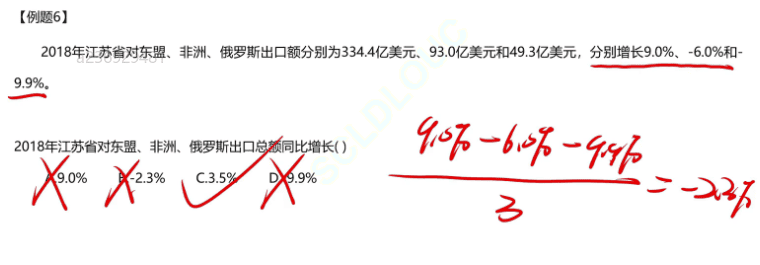 【例题6】
2018年江苏省对东盟、非洲、俄罗斯出口额分别为334.4亿美元、93.0亿美元和49.3亿美元，分别增长9.0%、-6.0%和-
9.9%。
2018年江苏省对东盟、非洲、俄罗斯出口总额同比增长( )
A.9.0% B.-2.3% C.3.5% D.9.9%
9.0%-6.0%-9.9%
3
=-2.3%